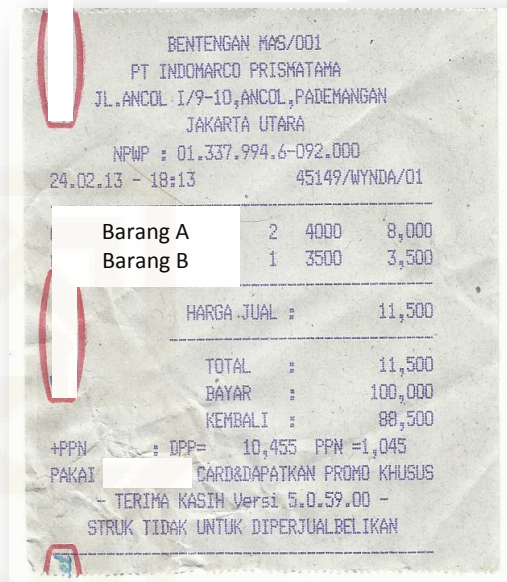 BENTENGAN MAS/001
PT INDOMARCO PRISMATAMA
JL.ANCOL I/9-10,ANCOL,PADEMANGAN
JAKARTA UTARA
NPWP : 01.337.994.6-092.000
24.02.13 - 18:13 45149/WYNDA/01
Barang A 2 4000 8,000
Barang B 1 3500 3,500
HARGA JUAL : 11,500
TOTAL : 11,500
BAYAR : 100,000
KEMBALI : 88,500
+PPN : DPP= 10,455 PPN =1,045
PAKAI CARD&DAPATKAN PROMO KHUSUS
- TERIMA KASIH Versi 5.0.59.00 -
STRUK TIDAK UNTUK DIPERJUALBELIKAN